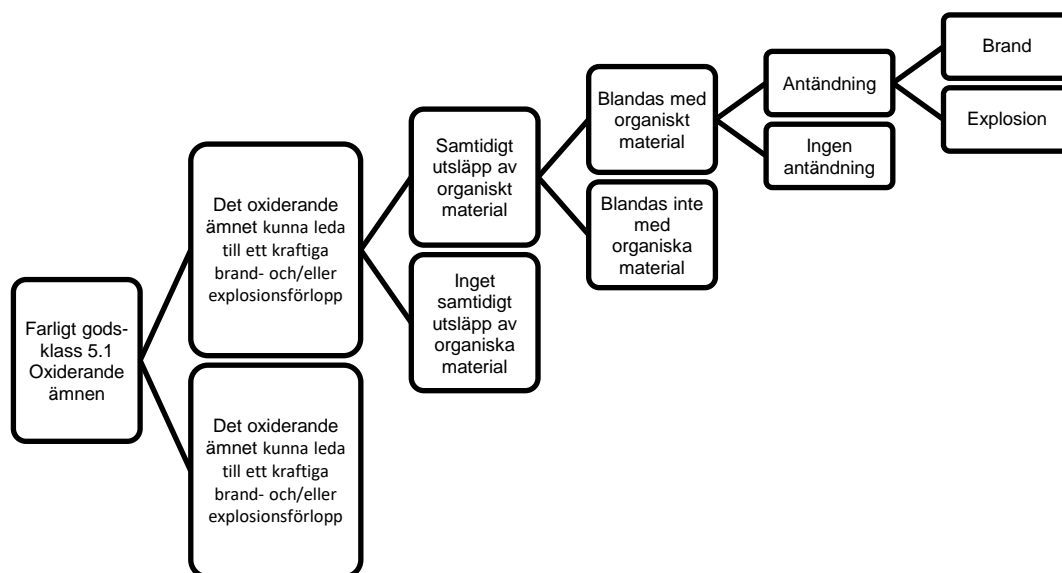 Farligt gods-
klass 5.1
Oxiderande
ämnen
Det oxiderande
ämnet kunna leda
till ett kraftiga
brand- och/eller
explosionsförlopp
Det oxiderande
ämnet kunna leda
till ett kraftiga
brand- och/eller
explosionsförlopp
Samtidigt
utsläpp av
organiskt
material
Inget
samtidigt
utsläpp av
organiska
material
Blandas med
organiskt
material
Blandas inte
med
organiska
material
Antändning
Ingen
antändning
Brand
Explosion